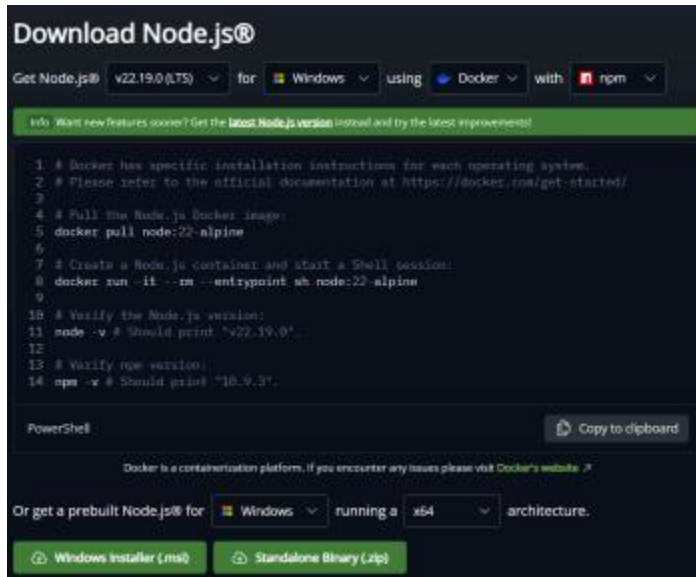 Download Node.js®
Get Node.js® v22.19.0 (LTS) for Windows using Docker with npm
Info Want new features sooner? Get the latest Node.js version instead and try the latest improvements!
1 # Docker has specific installation instructions for each operating system.
2 # Please refer to the official documentation at https://docker.com/get-started/
3
4 # Pull the Node.js Docker image:
5 docker pull node:22-alpine
6
7 # Create a Node.js container and start a Shell session:
8 docker run -it --rm --entrypoint sh node:22-alpine
9
10 # Verify the Node.js version:
11 node -v # Should print "v22.19.0".
12
13 # Verify npm version:
14 npm -v # Should print "10.9.3".
PowerShell Copy to clipboard
Docker is a containerization platform. If you encounter any issues please visit Docker's website ↗
Or get a prebuilt Node.js® for Windows running a x64 architecture.
Windows Installer (.msi) Standalone Binary (.zip)